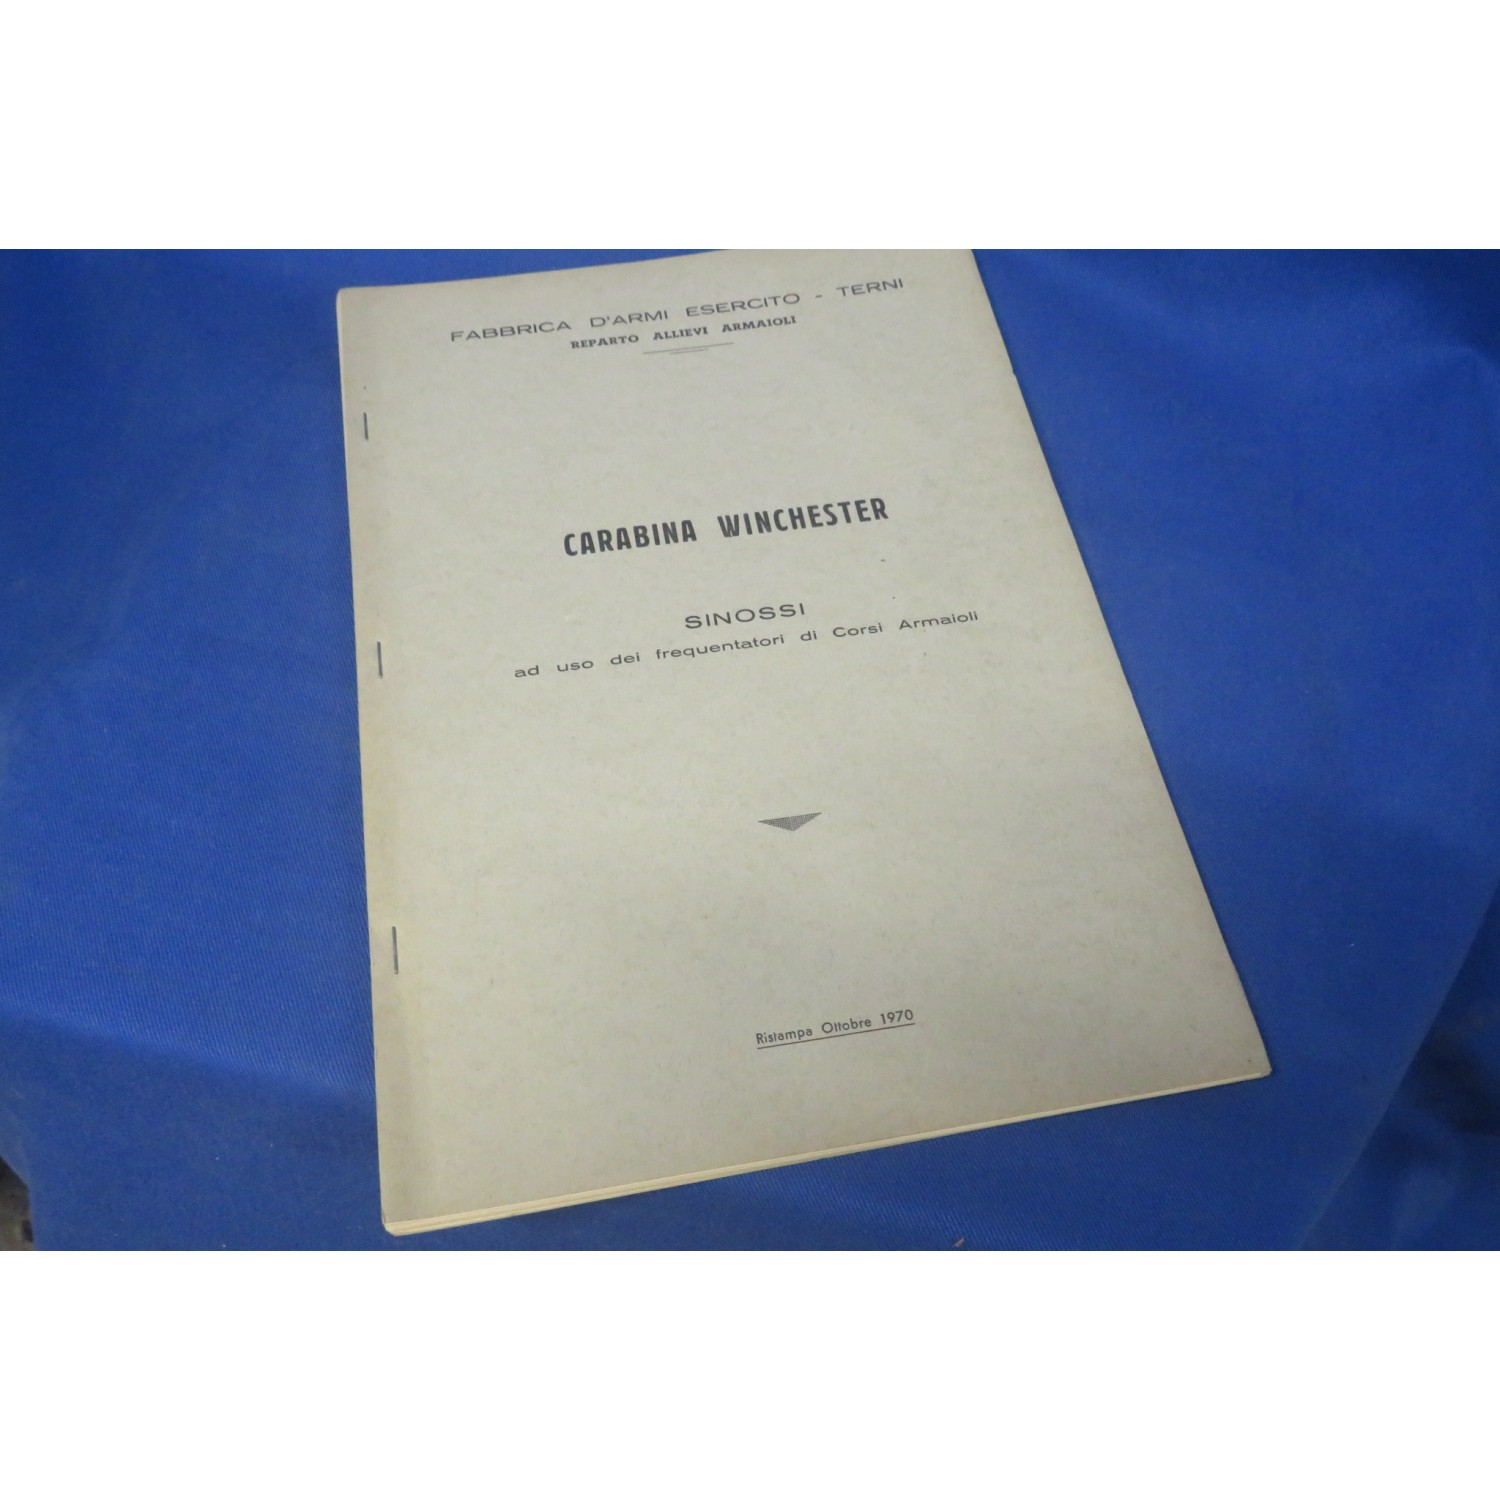 FABBRICA D'ARMI ESERCITO - TERNI
REPARTO ALLIEVI ARMAIOLI
CARABINA WINCHESTER
SINOSSI
ad uso dei frequentatori di Corsi Armaioli
Ristampa Ottobre 1970